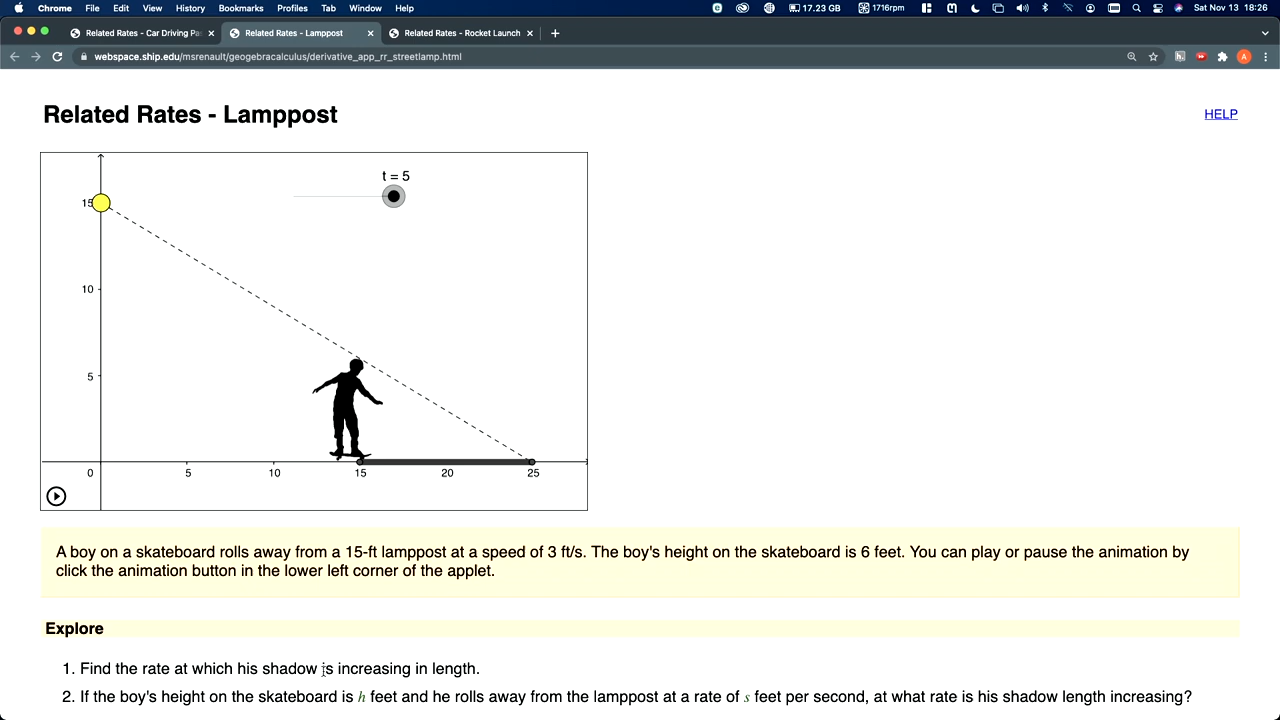 Chrome File Edit View History Bookmarks Profiles Tab Window Help 17.23 GB 1716rpm Sat Nov 13 18:26
Related Rates - Car Driving Pa Related Rates - Lamppost Related Rates - Rocket Launch
webspace.ship.edu/msrenault/geogebracalculus/derivative_app_rr_streetlamp.html
Related Rates - Lamppost
HELP
t = 5
15
10
5
0 5 10 15 20 25
A boy on a skateboard rolls away from a 15-ft lamppost at a speed of 3 ft/s. The boy's height on the skateboard is 6 feet. You can play or pause the animation by
click the animation button in the lower left corner of the applet.
Explore
1. Find the rate at which his shadow is increasing in length.
2. If the boy's height on the skateboard is h feet and he rolls away from the lamppost at a rate of s feet per second, at what rate is his shadow length increasing?